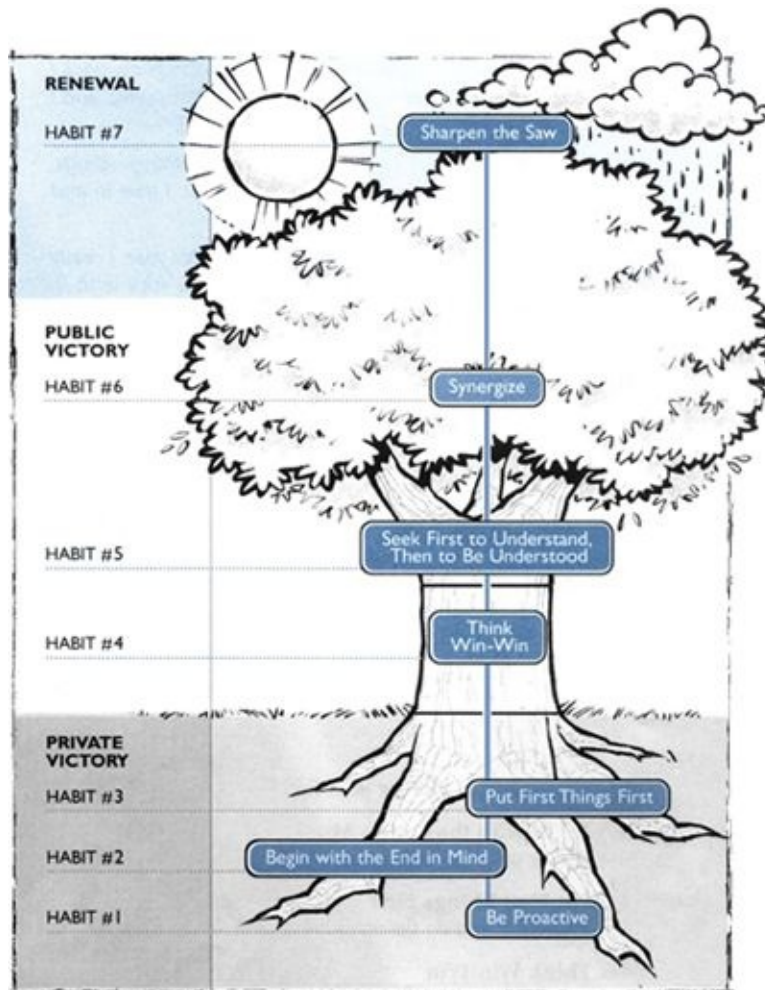 RENEWAL
HABIT #7
Sharpen the Saw
PUBLIC
VICTORY
HABIT #6
Synergize
HABIT #5
Seek First to Understand,
Then to Be Understood
HABIT #4
Think
Win-Win
PRIVATE
VICTORY
HABIT #3
Put First Things First
HABIT #2
Begin with the End in Mind
HABIT #1
Be Proactive